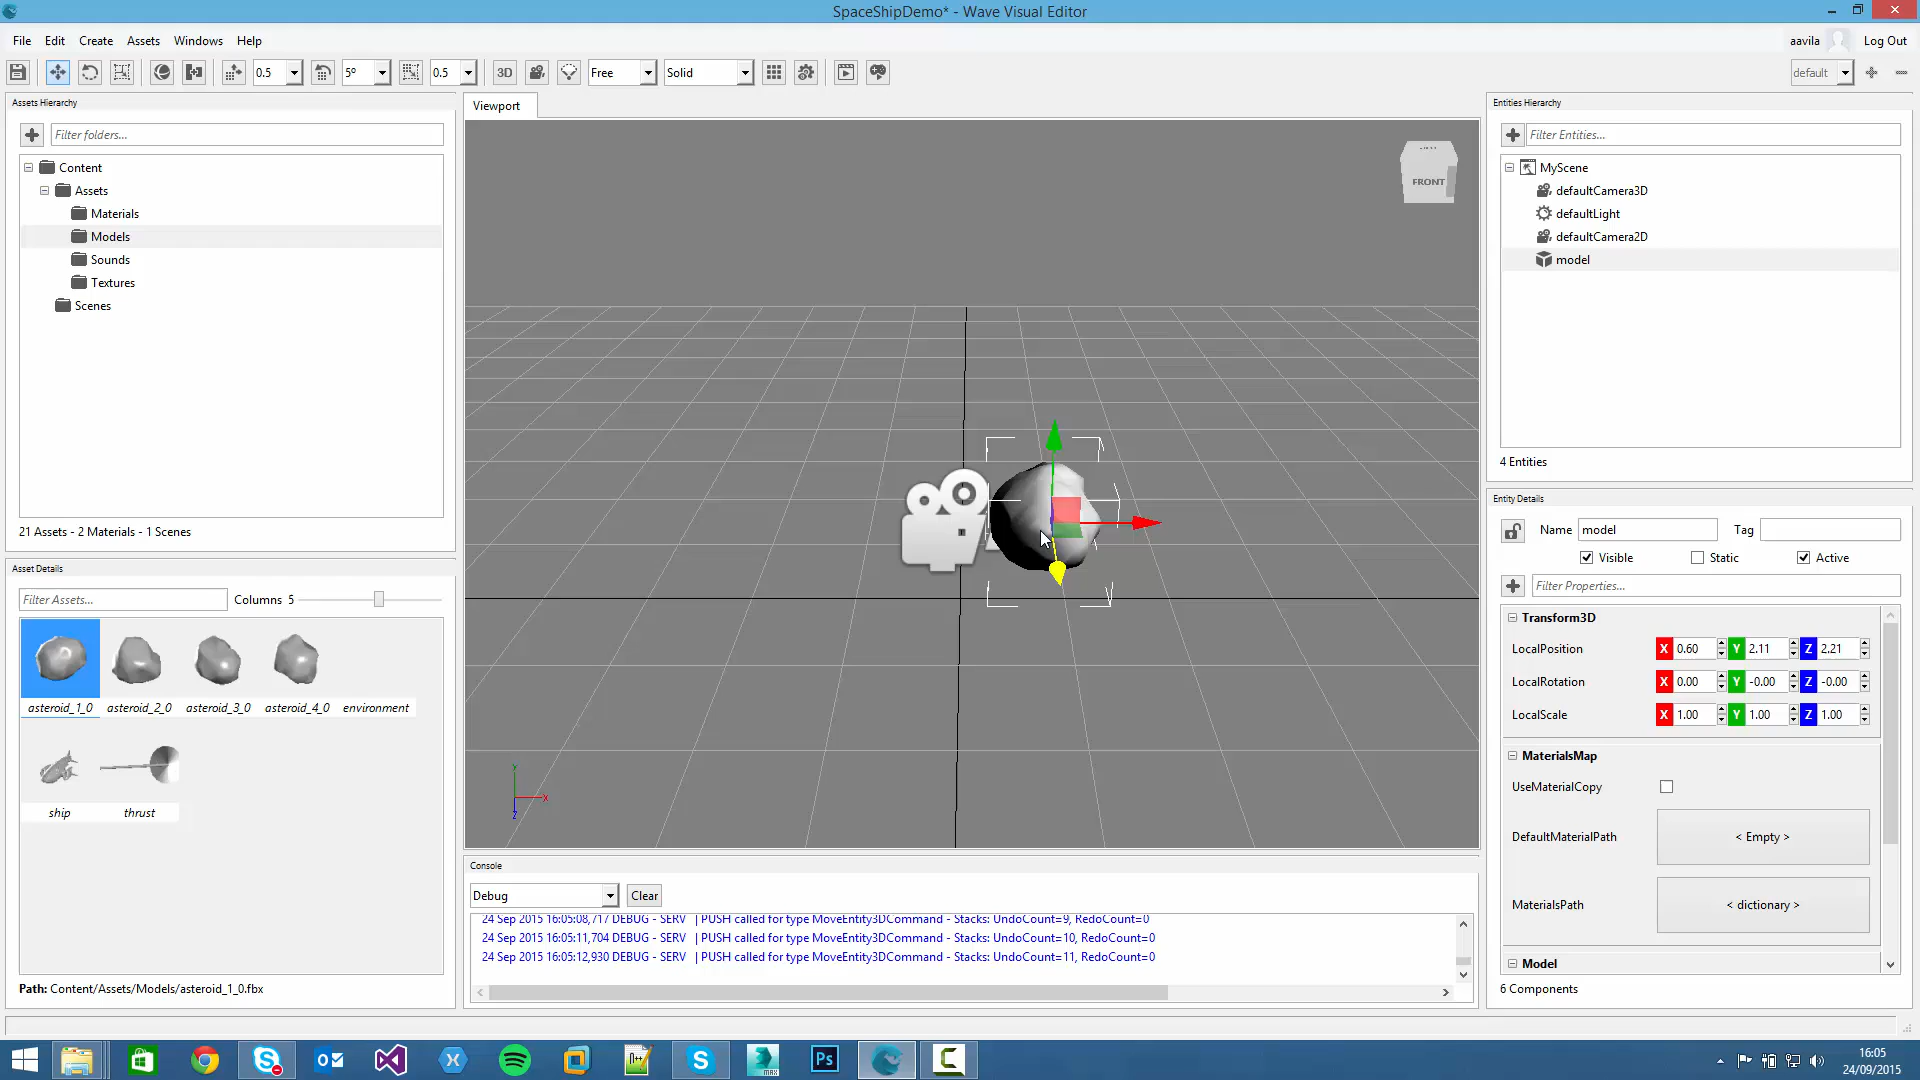 SpaceShipDemo* - Wave Visual Editor
File Edit Create Assets Windows Help
aavila Log Out
0.5 5º 0.5 3D Free Solid default
Assets Hierarchy
Filter folders...
Content
Assets
Materials
Models
Sounds
Textures
Scenes
21 Assets - 2 Materials - 1 Scenes
Asset Details
Filter Assets...
Columns 5
asteroid_1_0 asteroid_2_0 asteroid_3_0 asteroid_4_0 environment
ship thrust
Path: Content/Assets/Models/asteroid_1_0.fbx
Viewport
FRONT
Y
X
Z
Console
Debug
Clear
24 Sep 2015 16:05:08,717 DEBUG - SERV | PUSH called for type MoveEntity3DCommand - Stacks: UndoCount=9, RedoCount=0
24 Sep 2015 16:05:11,704 DEBUG - SERV | PUSH called for type MoveEntity3DCommand - Stacks: UndoCount=10, RedoCount=0
24 Sep 2015 16:05:12,930 DEBUG - SERV | PUSH called for type MoveEntity3DCommand - Stacks: UndoCount=11, RedoCount=0
Entities Hierarchy
Filter Entities...
MyScene
defaultCamera3D
defaultLight
defaultCamera2D
model
4 Entities
Entity Details
Name model Tag
Visible Static Active
Filter Properties...
Transform3D
LocalPosition X 0.60 Y 2.11 Z 2.21
LocalRotation X 0.00 Y -0.00 Z -0.00
LocalScale X 1.00 Y 1.00 Z 1.00
MaterialsMap
UseMaterialCopy
DefaultMaterialPath < Empty >
MaterialsPath < dictionary >
Model
6 Components
16:05
24/09/2015